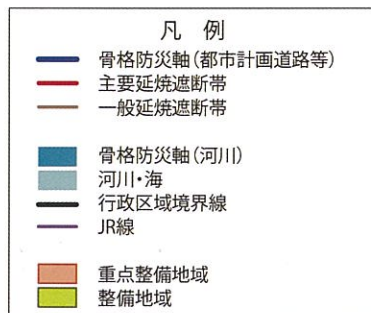 凡 例
骨格防災軸(都市計画道路等)
主要延焼遮断帯
一般延焼遮断帯
骨格防災軸(河川)
河川・海
行政区域境界線
JR線
重点整備地域
整備地域